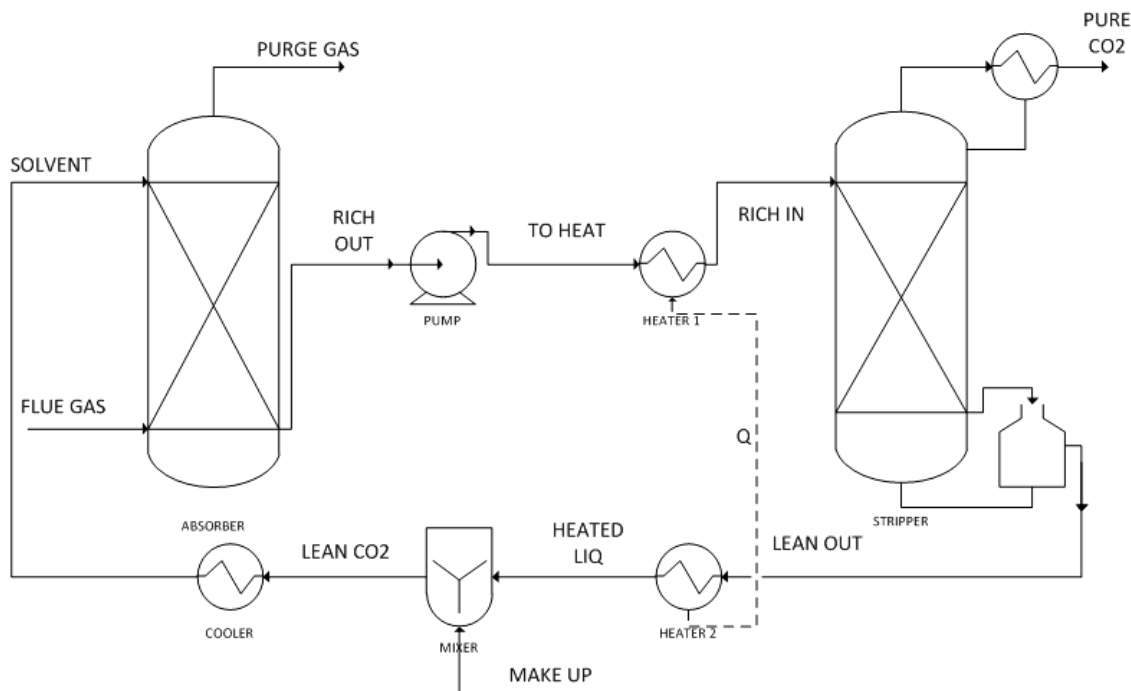 PURGE GAS
PURE
CO2
SOLVENT
RICH
OUT
TO HEAT
RICH IN
PUMP
HEATER 1
FLUE GAS
Q
ABSORBER
STRIPPER
LEAN CO2
HEATED
LIQ
LEAN OUT
COOLER
MIXER
HEATER 2
MAKE UP